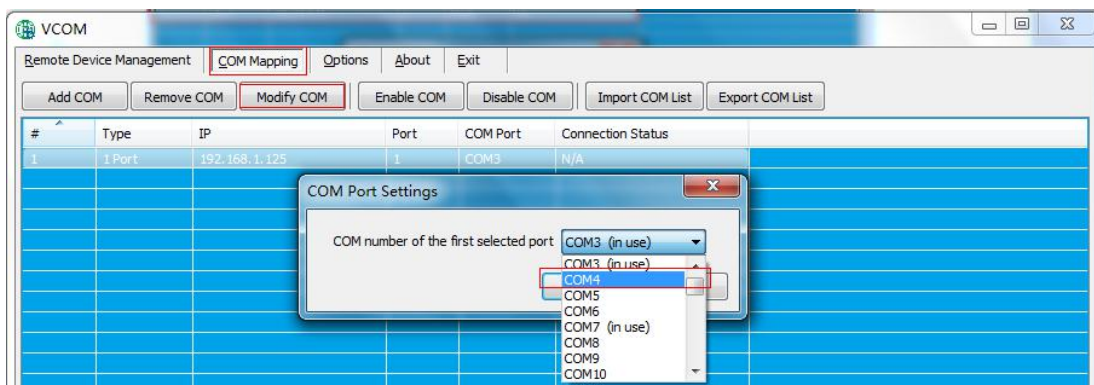 VCOM
Remote Device Management COM Mapping Options About Exit
Add COM Remove COM Modify COM Enable COM Disable COM Import COM List Export COM List
# Type IP Port COM Port Connection Status
1 1 Port 192.168.1.125 1 COM3 N/A
COM Port Settings
COM number of the first selected port COM3 (in use)
COM3 (in use)
COM4
COM5
COM6
COM7 (in use)
COM8
COM9
COM10